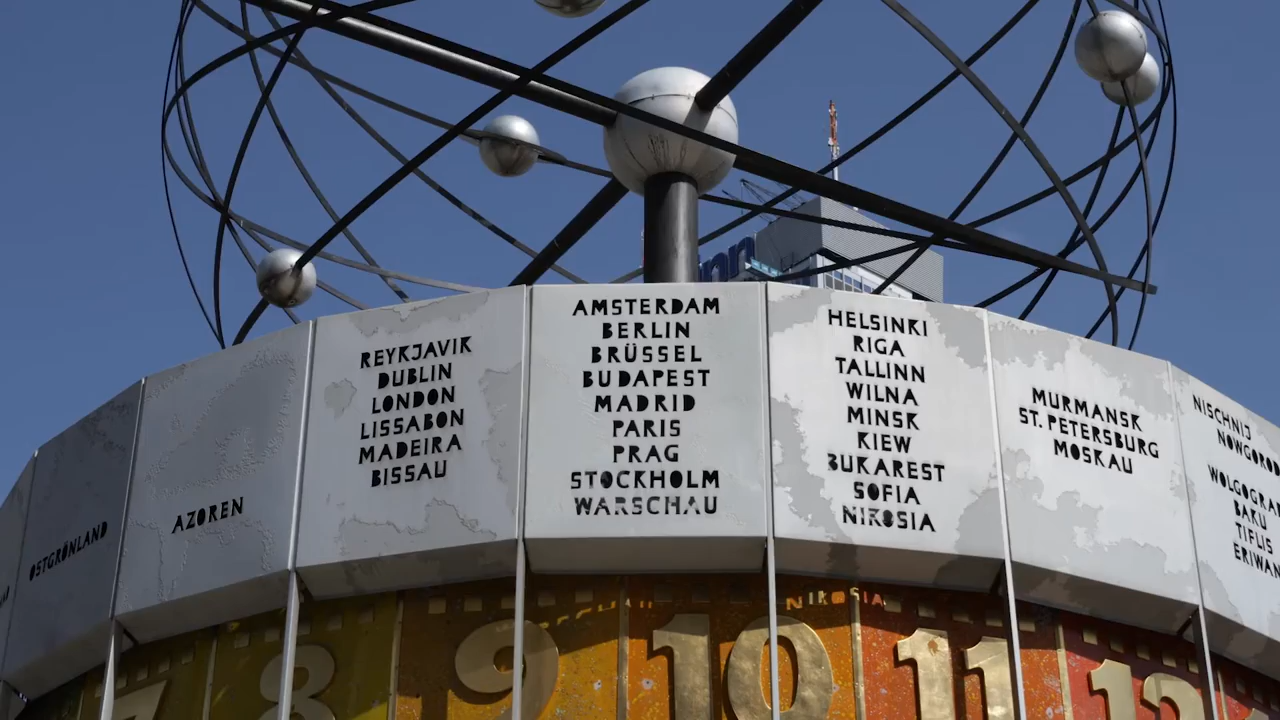 OSTGRÖNLAND
AZOREN
REYKJAVIK
DUBLIN
LONDON
LISSABON
MADEIRA
BISSAU
AMSTERDAM
BERLIN
BRÜSSEL
BUDAPEST
MADRID
PARIS
PRAG
STOCKHOLM
WARSCHAU
HELSINKI
RIGA
TALLINN
WILNA
MINSK
KIEW
BUKAREST
SOFIA
NIKOSIA
MURMANSK
ST. PETERSBURG
MOSKAU
NISCHNIJ
NOWGOROD
BAKU
TIFLIS
ERIWAN
NIKOSIA
7
8
9
10
11
12